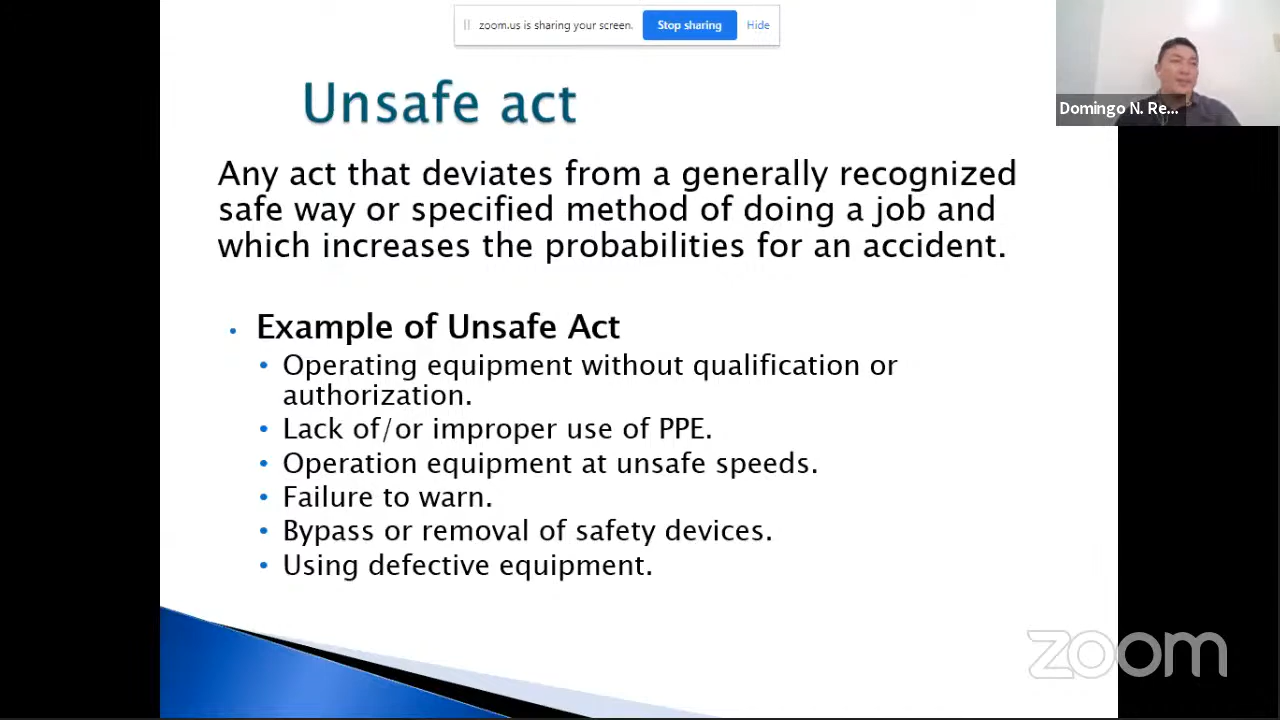 zoom.us is sharing your screen. Stop sharing Hide
Unsafe act
Domingo N. Re...
Any act that deviates from a generally recognized
safe way or specified method of doing a job and
which increases the probabilities for an accident.
• Example of Unsafe Act
• Operating equipment without qualification or
authorization.
• Lack of/or improper use of PPE.
• Operation equipment at unsafe speeds.
• Failure to warn.
• Bypass or removal of safety devices.
• Using defective equipment.
zoom